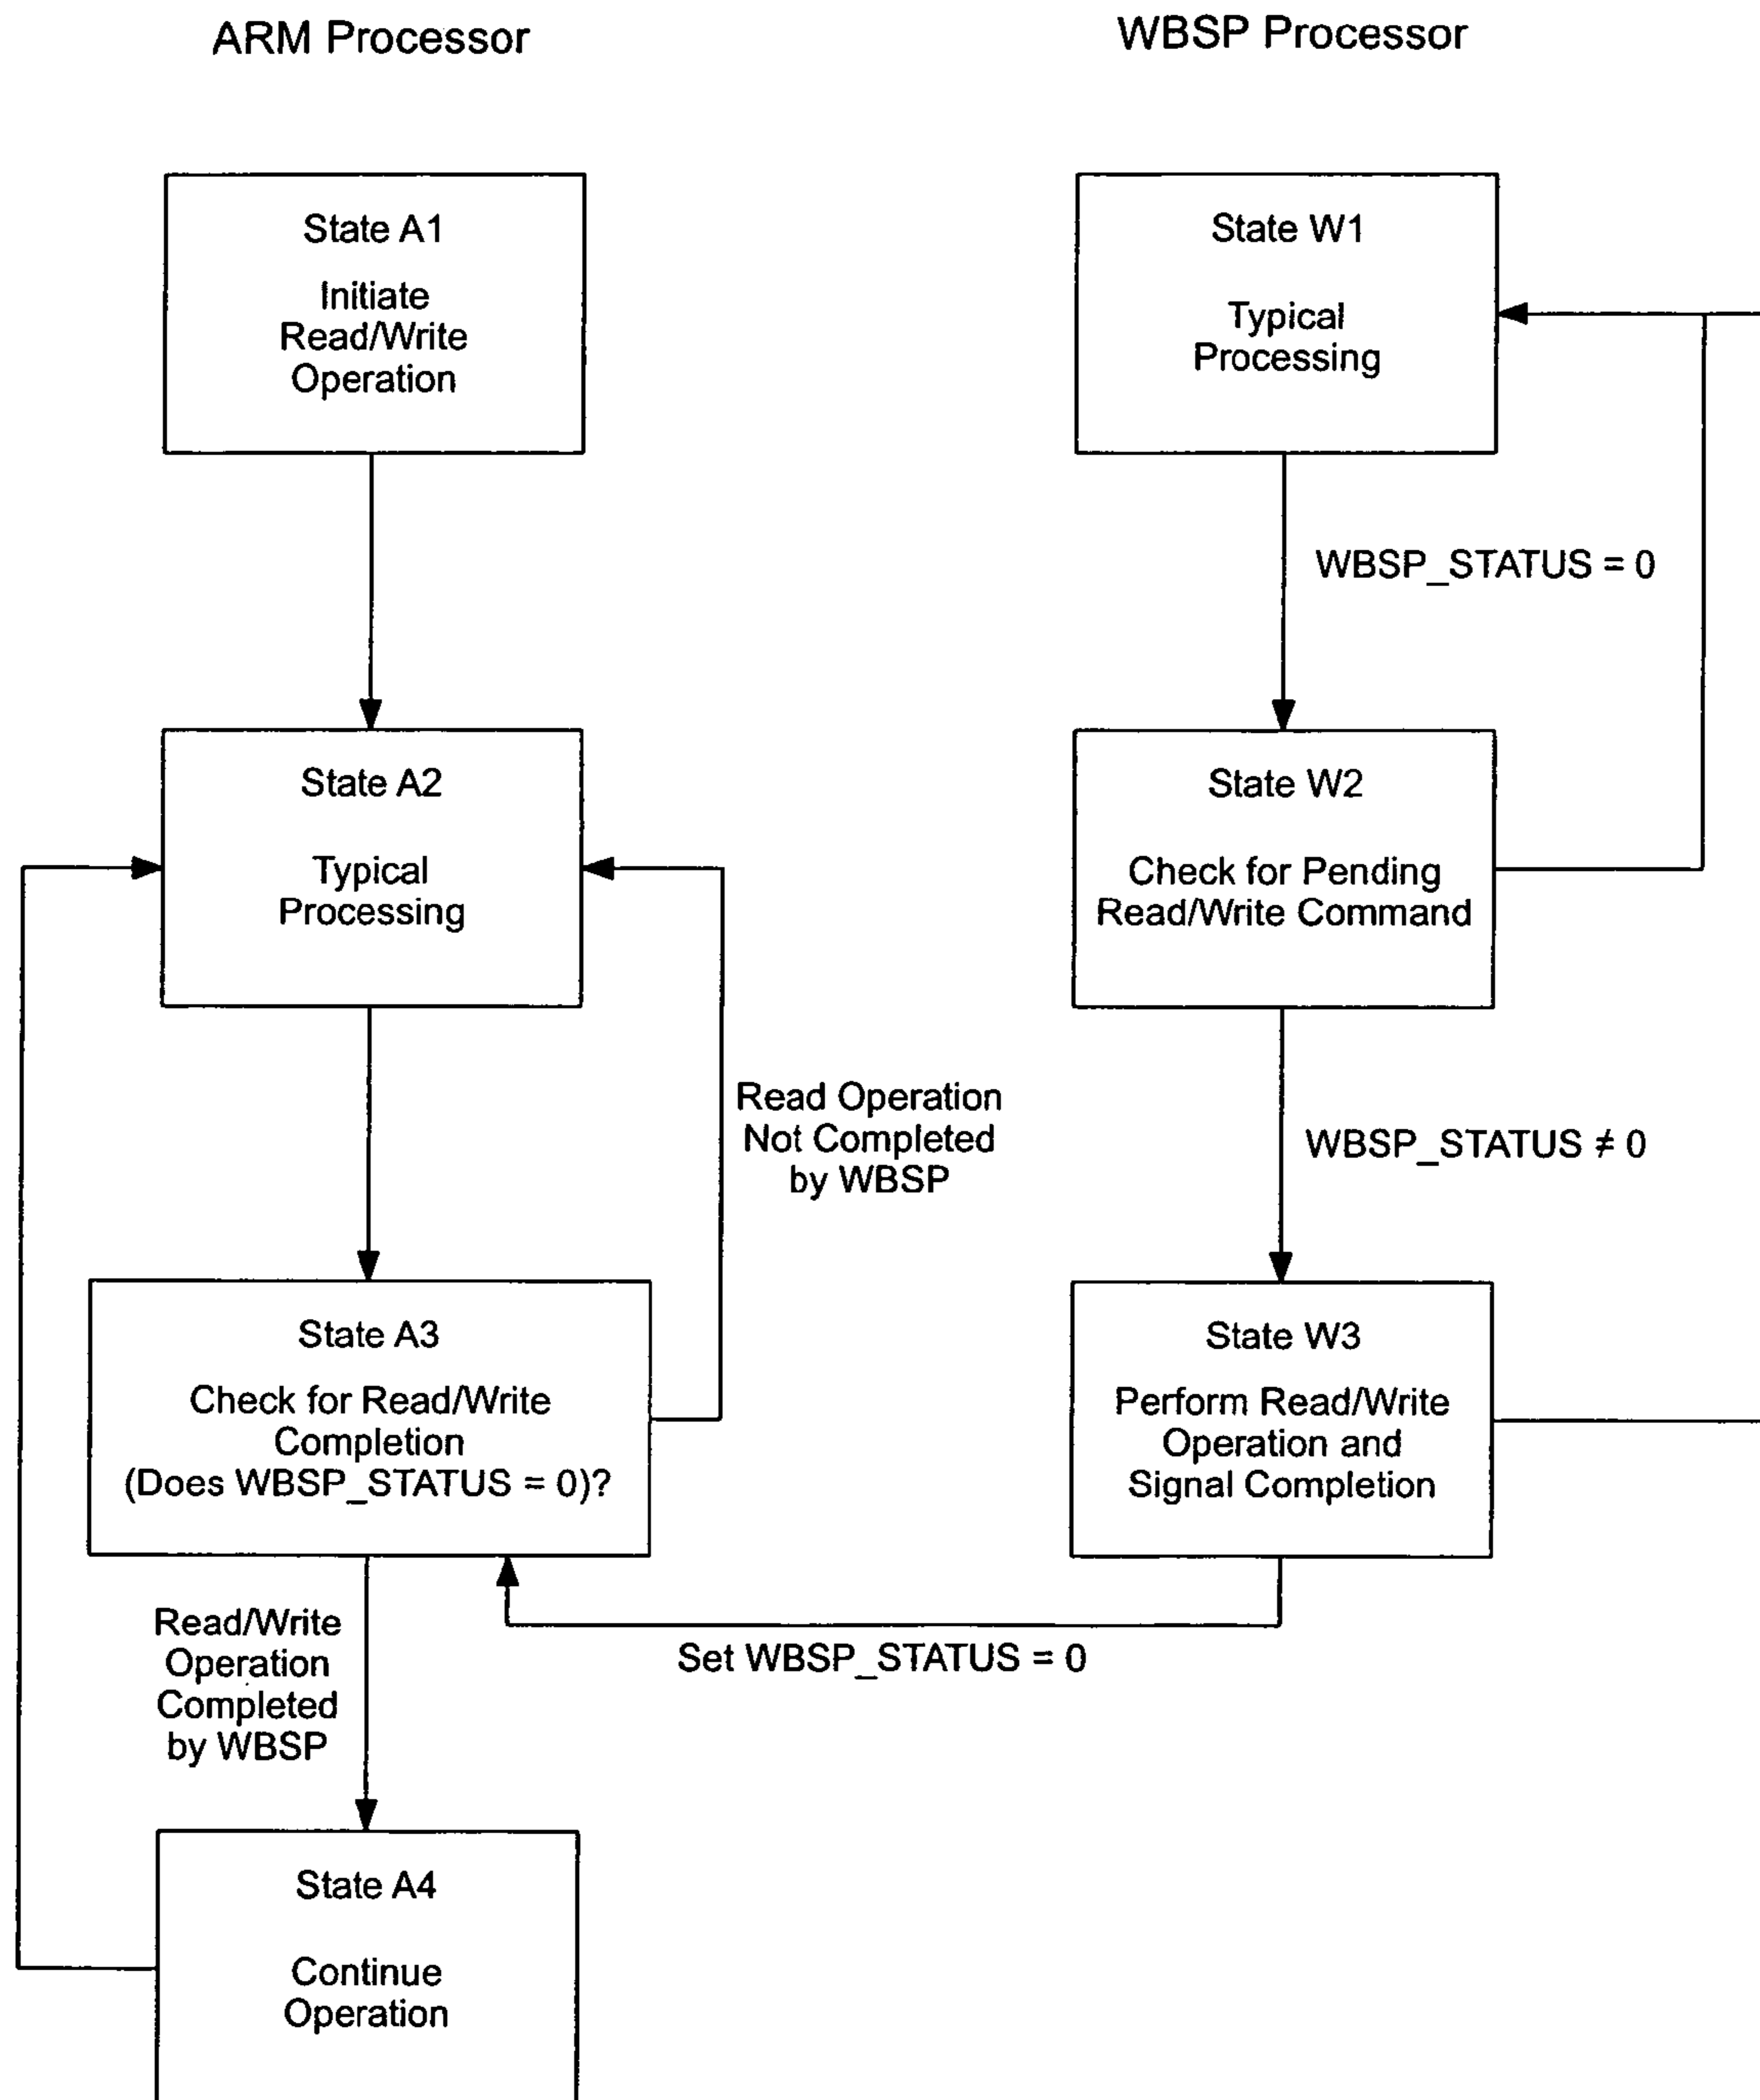 ARM Processor
WBSP Processor
State A1
Initiate
Read/Write
Operation
State W1
Typical
Processing
WBSP_STATUS = 0
State A2
Typical
Processing
State W2
Check for Pending
Read/Write Command
Read Operation
Not Completed
by WBSP
WBSP_STATUS ≠ 0
State A3
Check for Read/Write
Completion
(Does WBSP_STATUS = 0)?
State W3
Perform Read/Write
Operation and
Signal Completion
Read/Write
Operation
Completed
by WBSP
Set WBSP_STATUS = 0
State A4
Continue
Operation